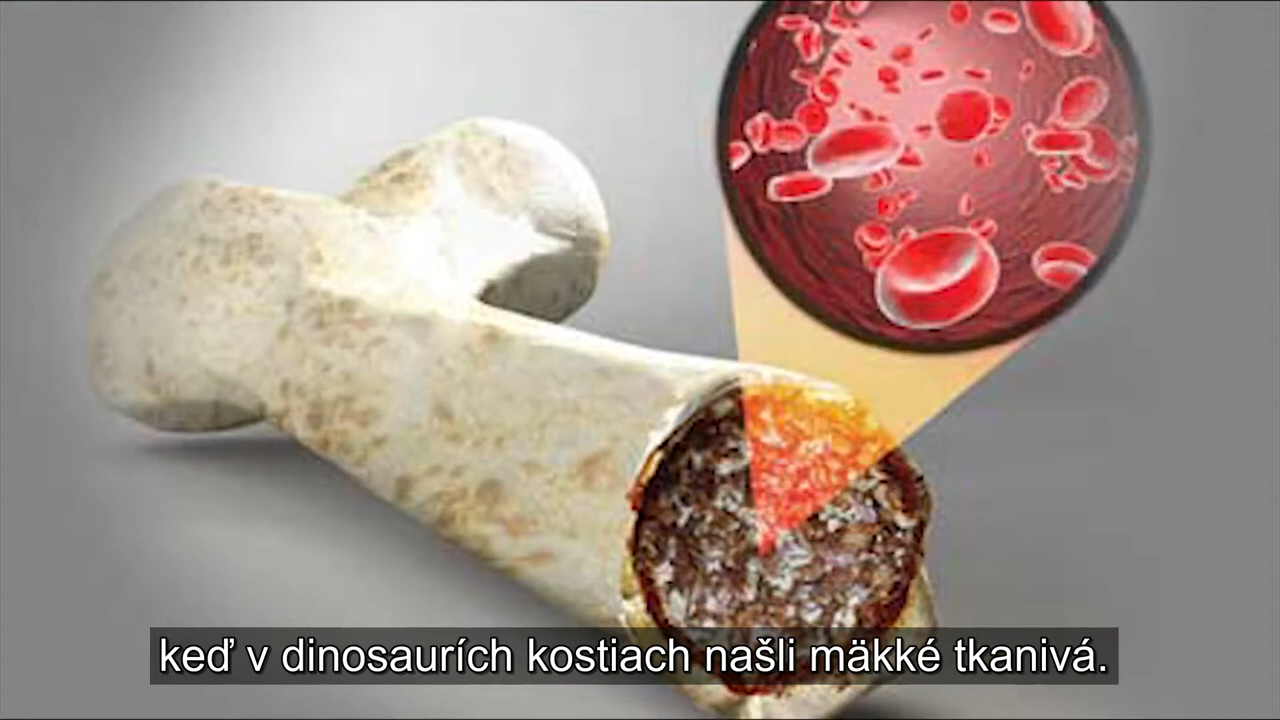 keď v dinosaurích kostiach našli mäkké tkanivá.